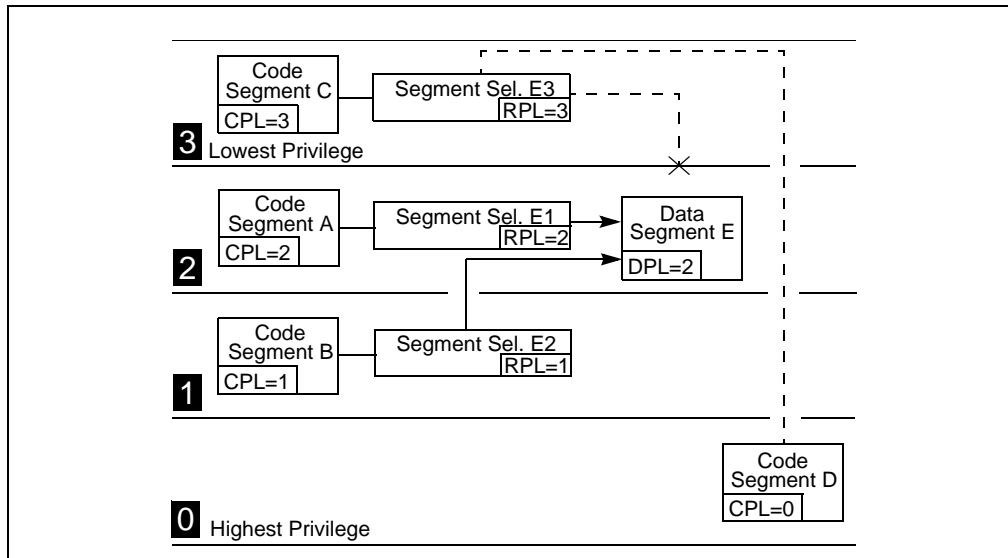 Code
Segment C
CPL=3
Segment Sel. E3
RPL=3
3
Lowest Privilege
Code
Segment A
CPL=2
Segment Sel. E1
RPL=2
Data
Segment E
DPL=2
2
Code
Segment B
CPL=1
Segment Sel. E2
RPL=1
1
Code
Segment D
CPL=0
0
Highest Privilege